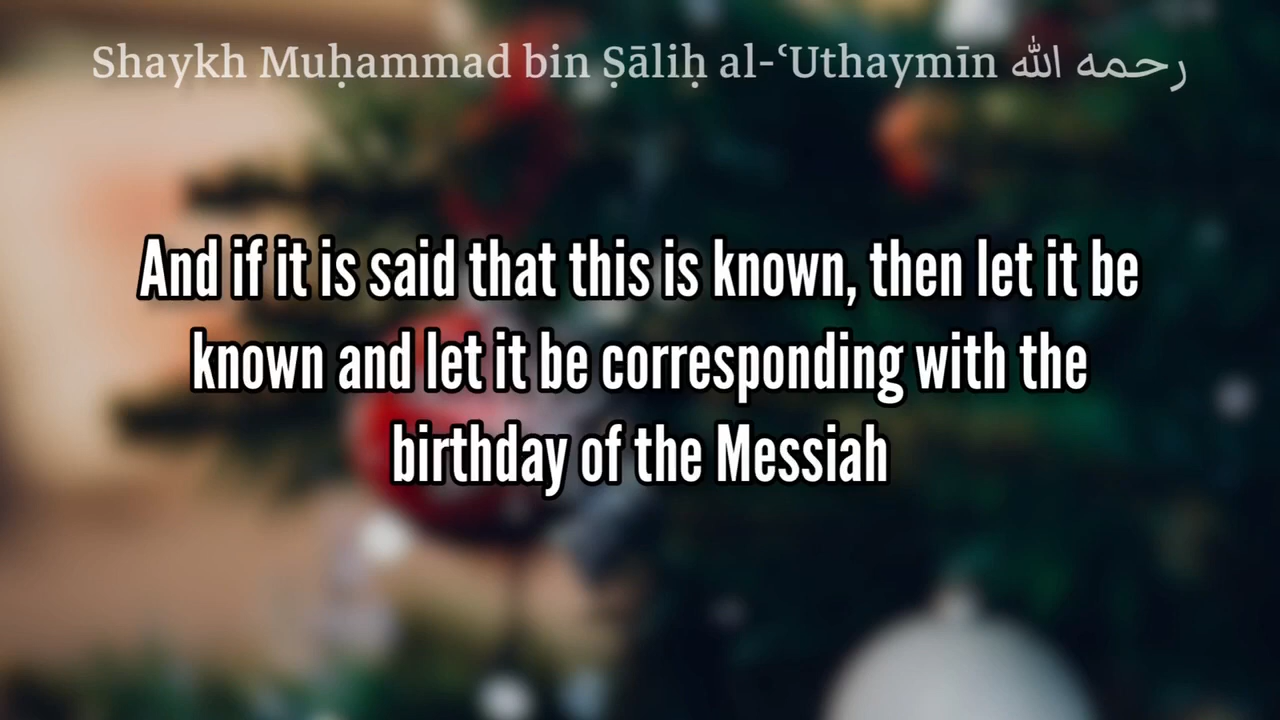 Shaykh Muḥammad bin Ṣāliḥ al-ʿUthaymīn رحمه الله
And if it is said that this is known, then let it be
known and let it be corresponding with the
birthday of the Messiah